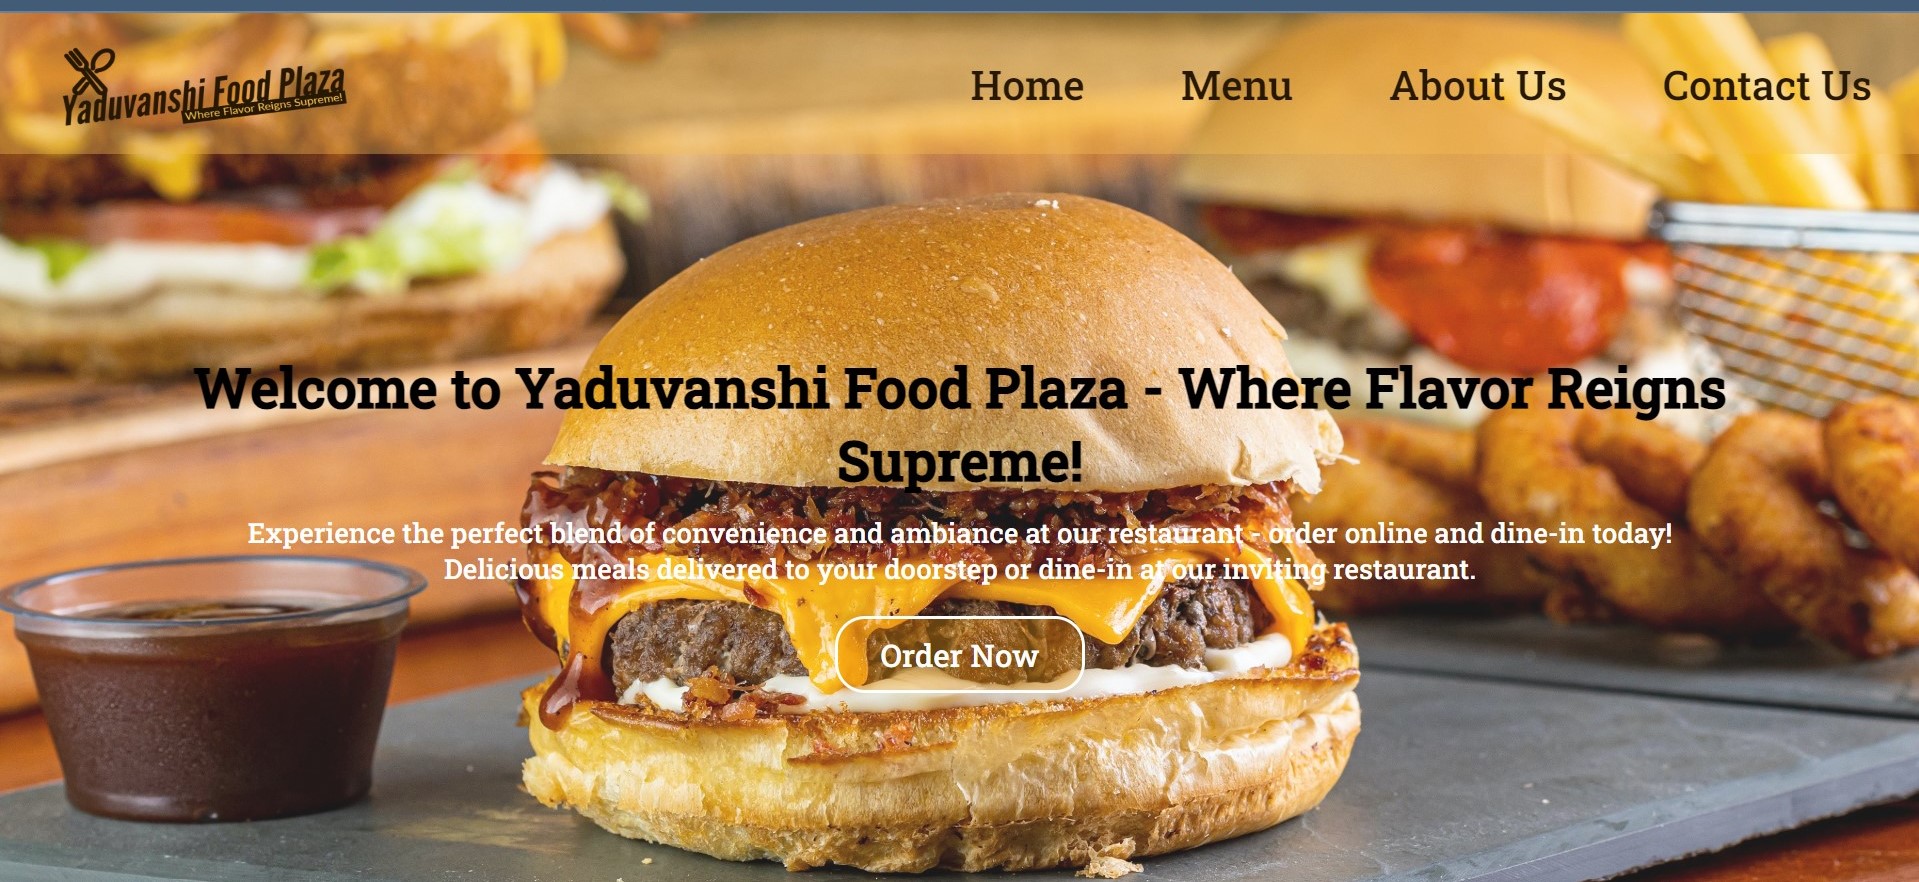 Yaduvanshi Food Plaza
Where Flavor Reigns Supreme!
Home Menu About Us Contact Us
Welcome to Yaduvanshi Food Plaza - Where Flavor Reigns
Supreme!
Experience the perfect blend of convenience and ambiance at our restaurant - order online and dine-in today!
Delicious meals delivered to your doorstep or dine-in at our inviting restaurant.
Order Now